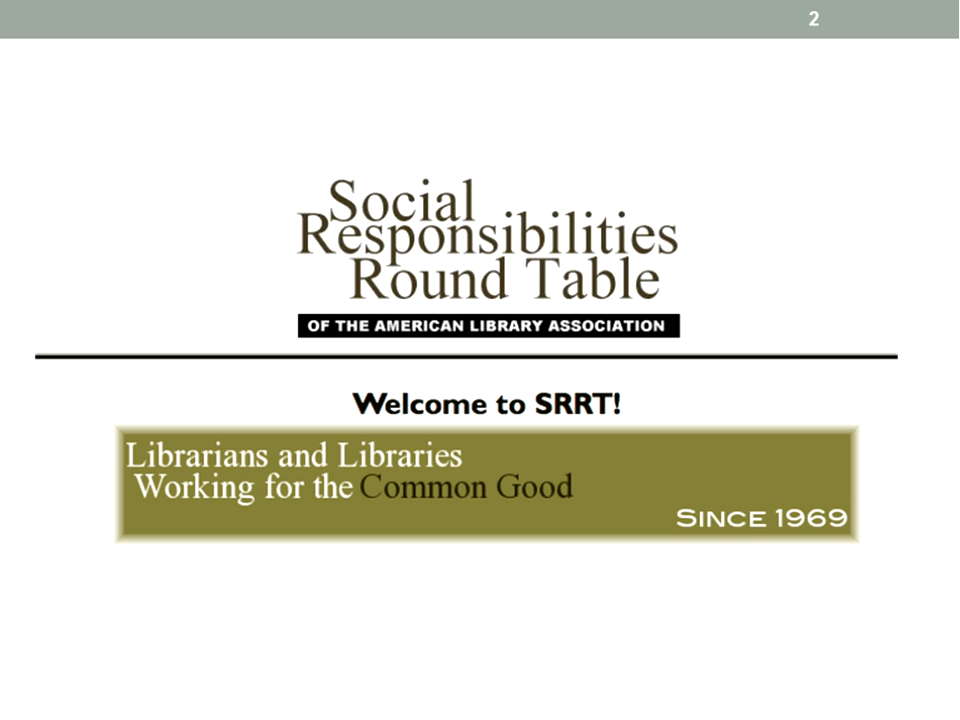 2
Social
Responsibilities
Round Table
OF THE AMERICAN LIBRARY ASSOCIATION
Welcome to SRRT!
Librarians and Libraries
Working for the Common Good
SINCE 1969